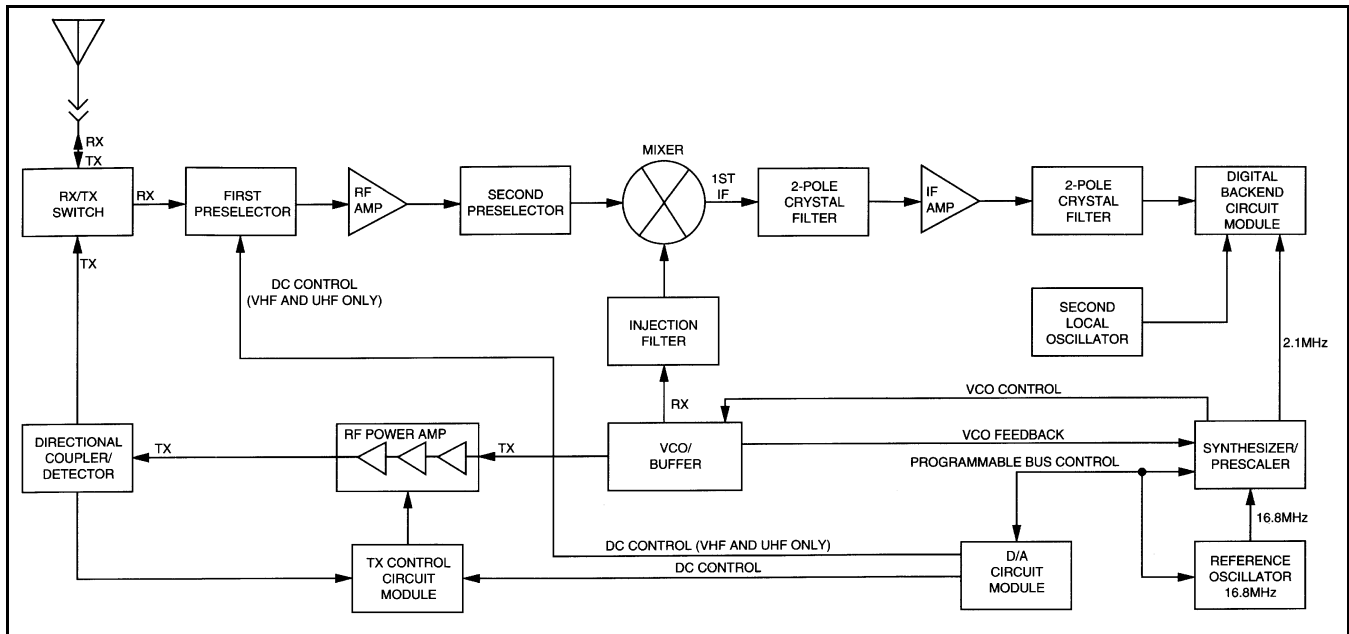 RX
TX
RX/TX
SWITCH
RX
FIRST
PRESELECTOR
RF
AMP
SECOND
PRESELECTOR
MIXER
1ST
IF
2-POLE
CRYSTAL
FILTER
IF
AMP
2-POLE
CRYSTAL
FILTER
DIGITAL
BACKEND
CIRCUIT
MODULE
TX
DC CONTROL
(VHF AND UHF ONLY)
INJECTION
FILTER
SECOND
LOCAL
OSCILLATOR
2.1MHz
RX
VCO CONTROL
DIRECTIONAL
COUPLER/
DETECTOR
TX
RF POWER AMP
TX
VCO/
BUFFER
VCO FEEDBACK
PROGRAMMABLE BUS CONTROL
SYNTHESIZER/
PRESCALER
16.8MHz
TX CONTROL
CIRCUIT
MODULE
DC CONTROL (VHF AND UHF ONLY)
DC CONTROL
D/A
CIRCUIT
MODULE
REFERENCE
OSCILLATOR
16.8MHz